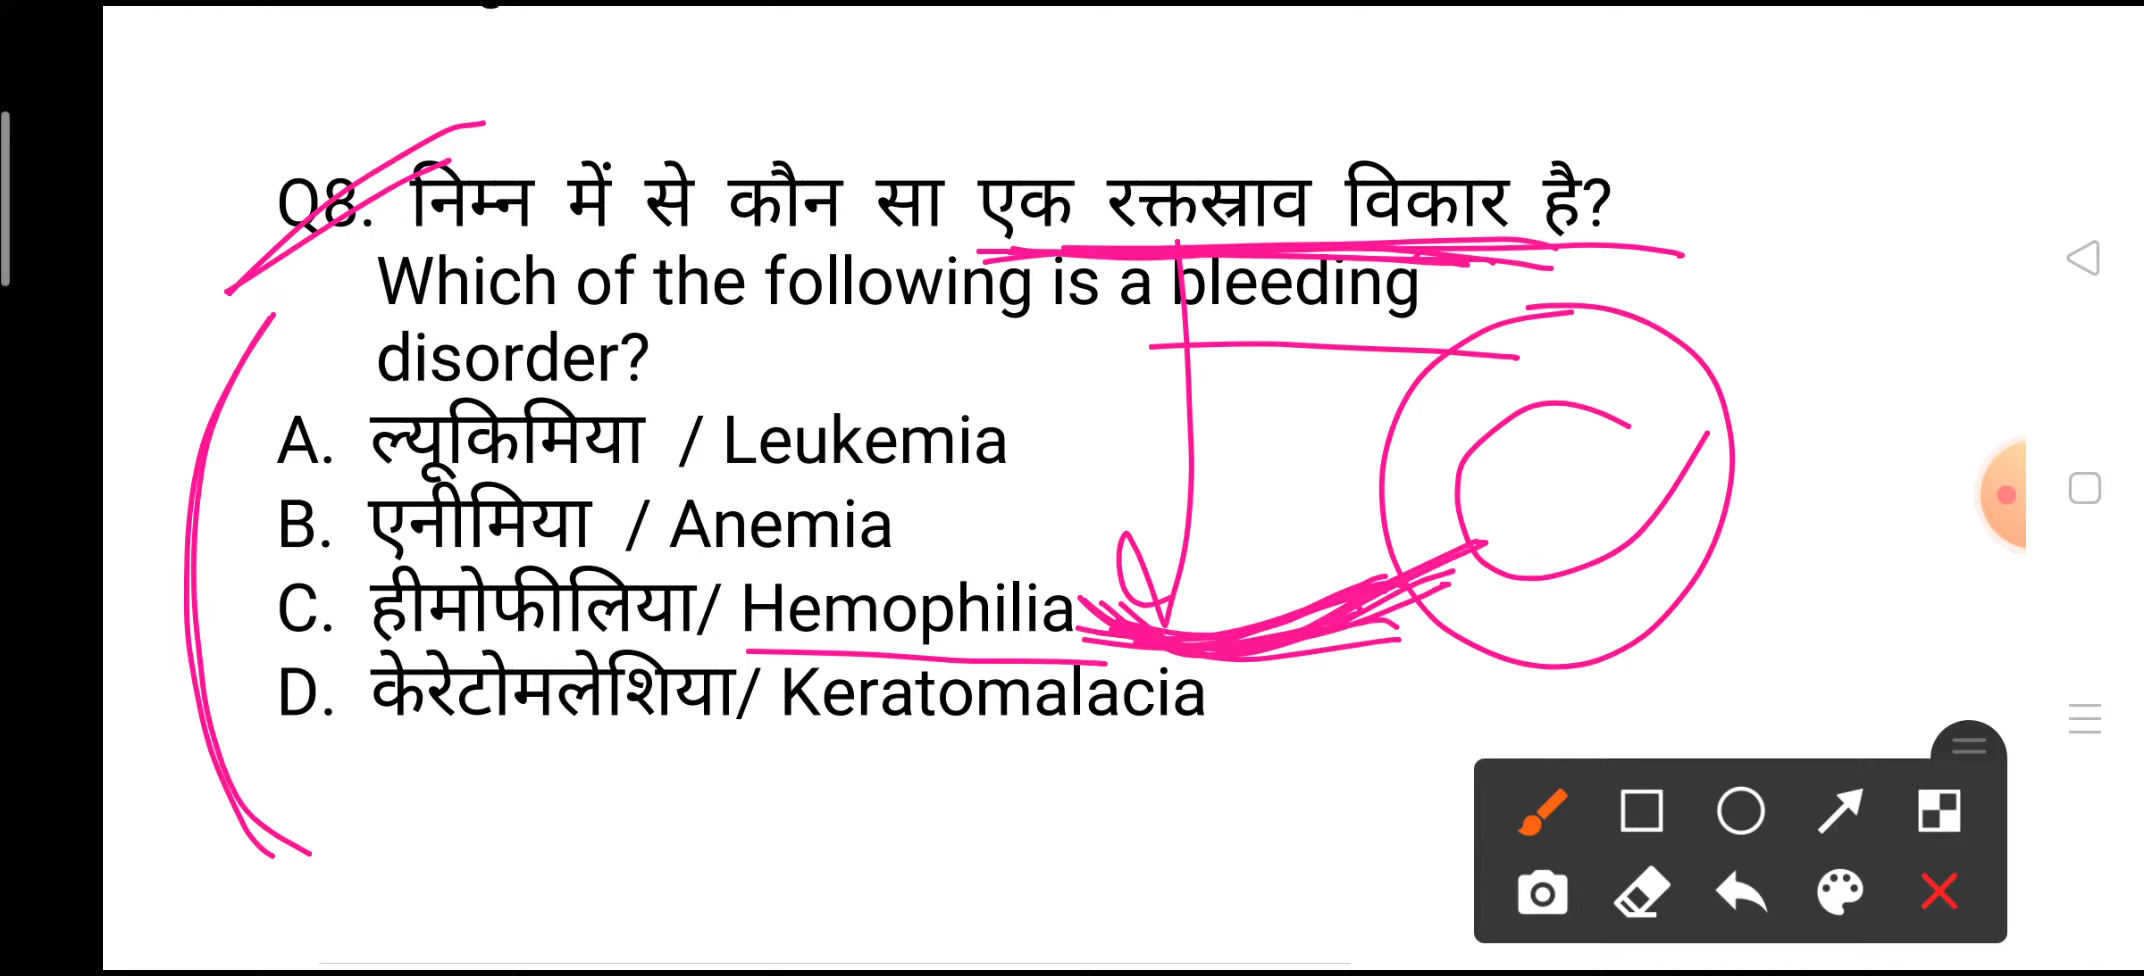 Q8. निम्न में से कौन सा एक रक्तस्राव विकार है?
Which of the following is a bleeding
disorder?
A. ल्यूकिमिया / Leukemia
B. एनीमिया / Anemia
C. हीमोफीलिया/ Hemophilia
D. केरेटोमलेशिया/ Keratomalacia